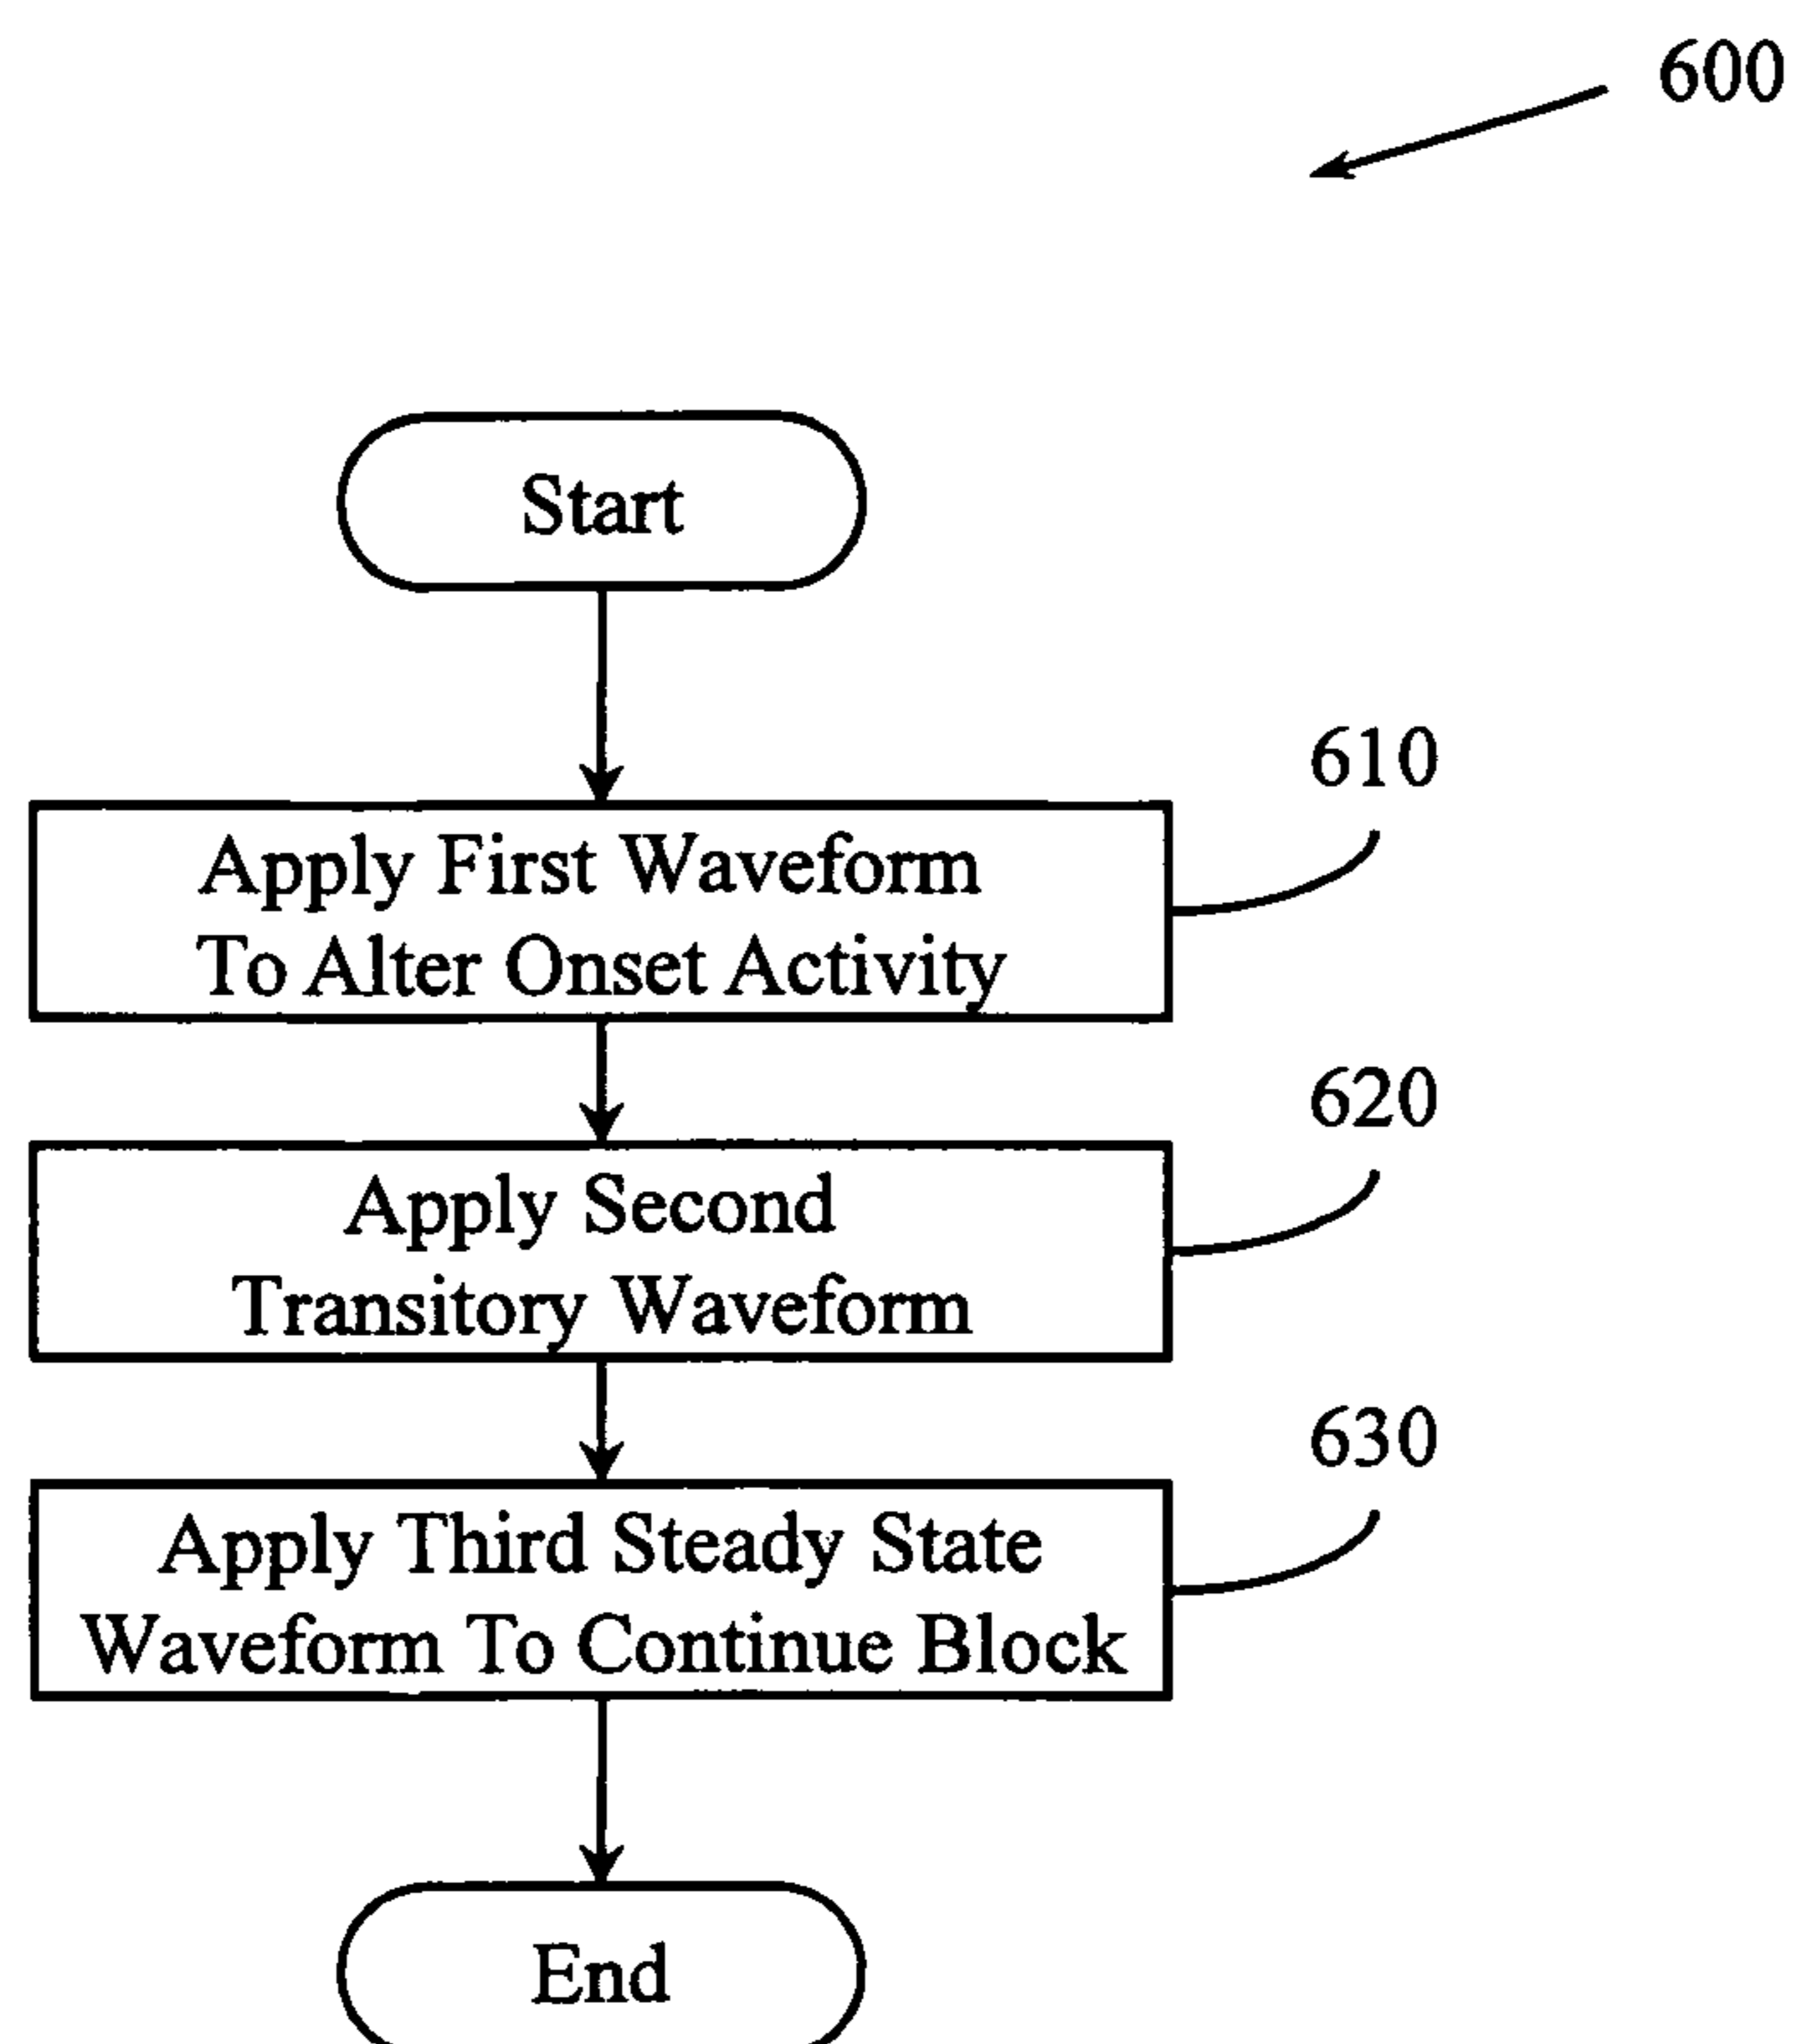 600
Start
610
Apply First Waveform
To Alter Onset Activity
620
Apply Second
Transitory Waveform
630
Apply Third Steady State
Waveform To Continue Block
End